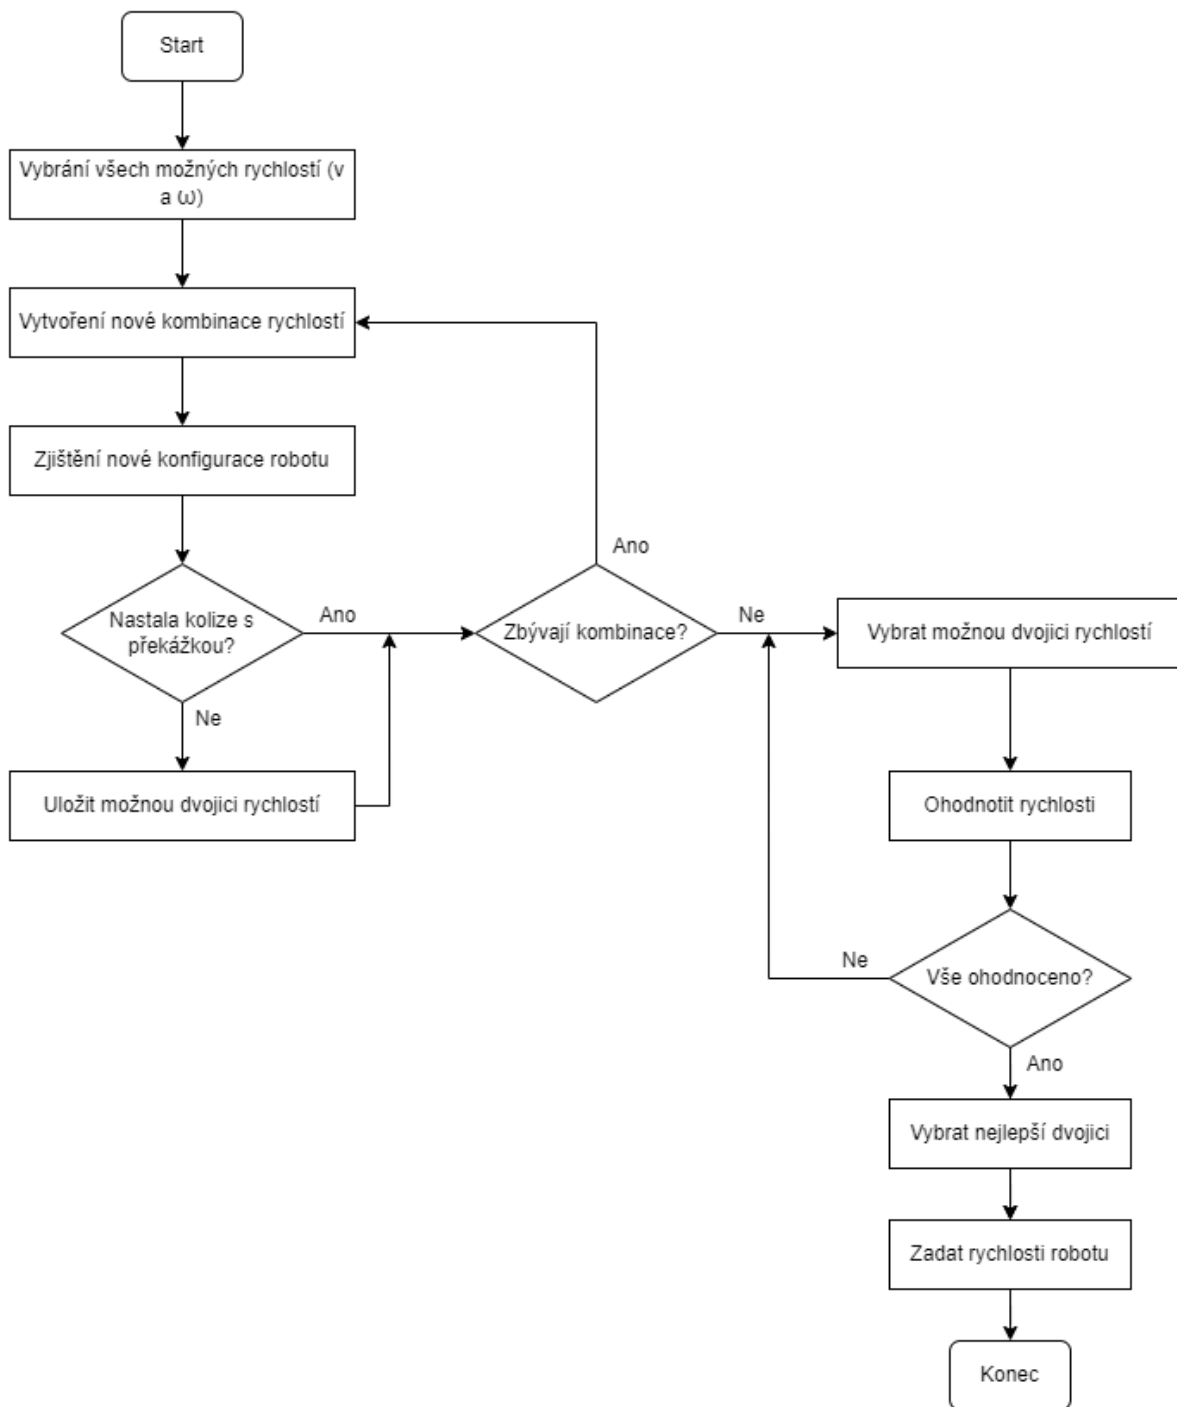 Start
Vybrání všech možných rychlostí (v
a ω)
Vytvoření nové kombinace rychlostí
Zjištění nové konfigurace robotu
Nastala kolize s
překážkou?
Ano
Ne
Uložit možnou dvojici rychlostí
Zbývají kombinace?
Ano
Ne
Vybrat možnou dvojici rychlostí
Ohodnotit rychlosti
Vše ohodnoceno?
Ne
Ano
Vybrat nejlepší dvojici
Zadat rychlosti robotu
Konec